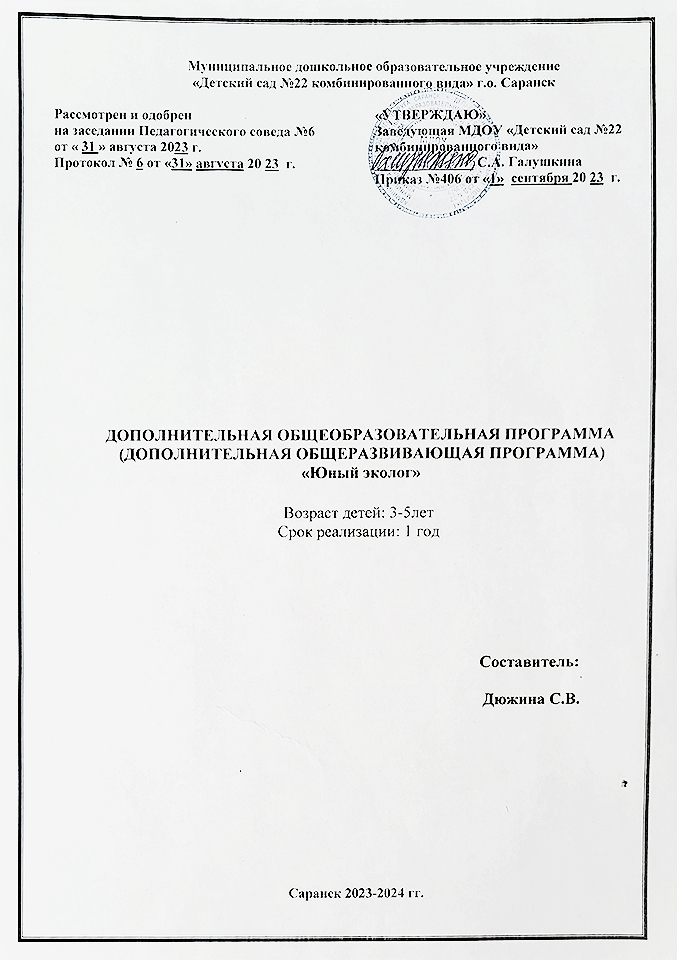 Муниципальное дошкольное образовательное учреждение
«Детский сад №22 комбинированного вида» г.о. Саранск
Рассмотрен и одобрен
на заседании Педагогического соведа №6
от « 31 » августа 2023 г.
Протокол № 6 от «31» августа 20 23 г.
«УТВЕРЖДАЮ»
Заведующая МДОУ «Детский сад №22
комбинированного вида»
С.А. Галушкина
Приказ №406 от «1» сентября 20 23 г.
ДОПОЛНИТЕЛЬНАЯ ОБЩЕОБРАЗОВАТЕЛЬНАЯ ПРОГРАММА
(ДОПОЛНИТЕЛЬНАЯ ОБЩЕРАЗВИВАЮЩАЯ ПРОГРАММА)
«Юный эколог»
Возраст детей: 3-5лет
Срок реализации: 1 год
Составитель:
Дюжина С.В.
Саранск 2023-2024 гг.